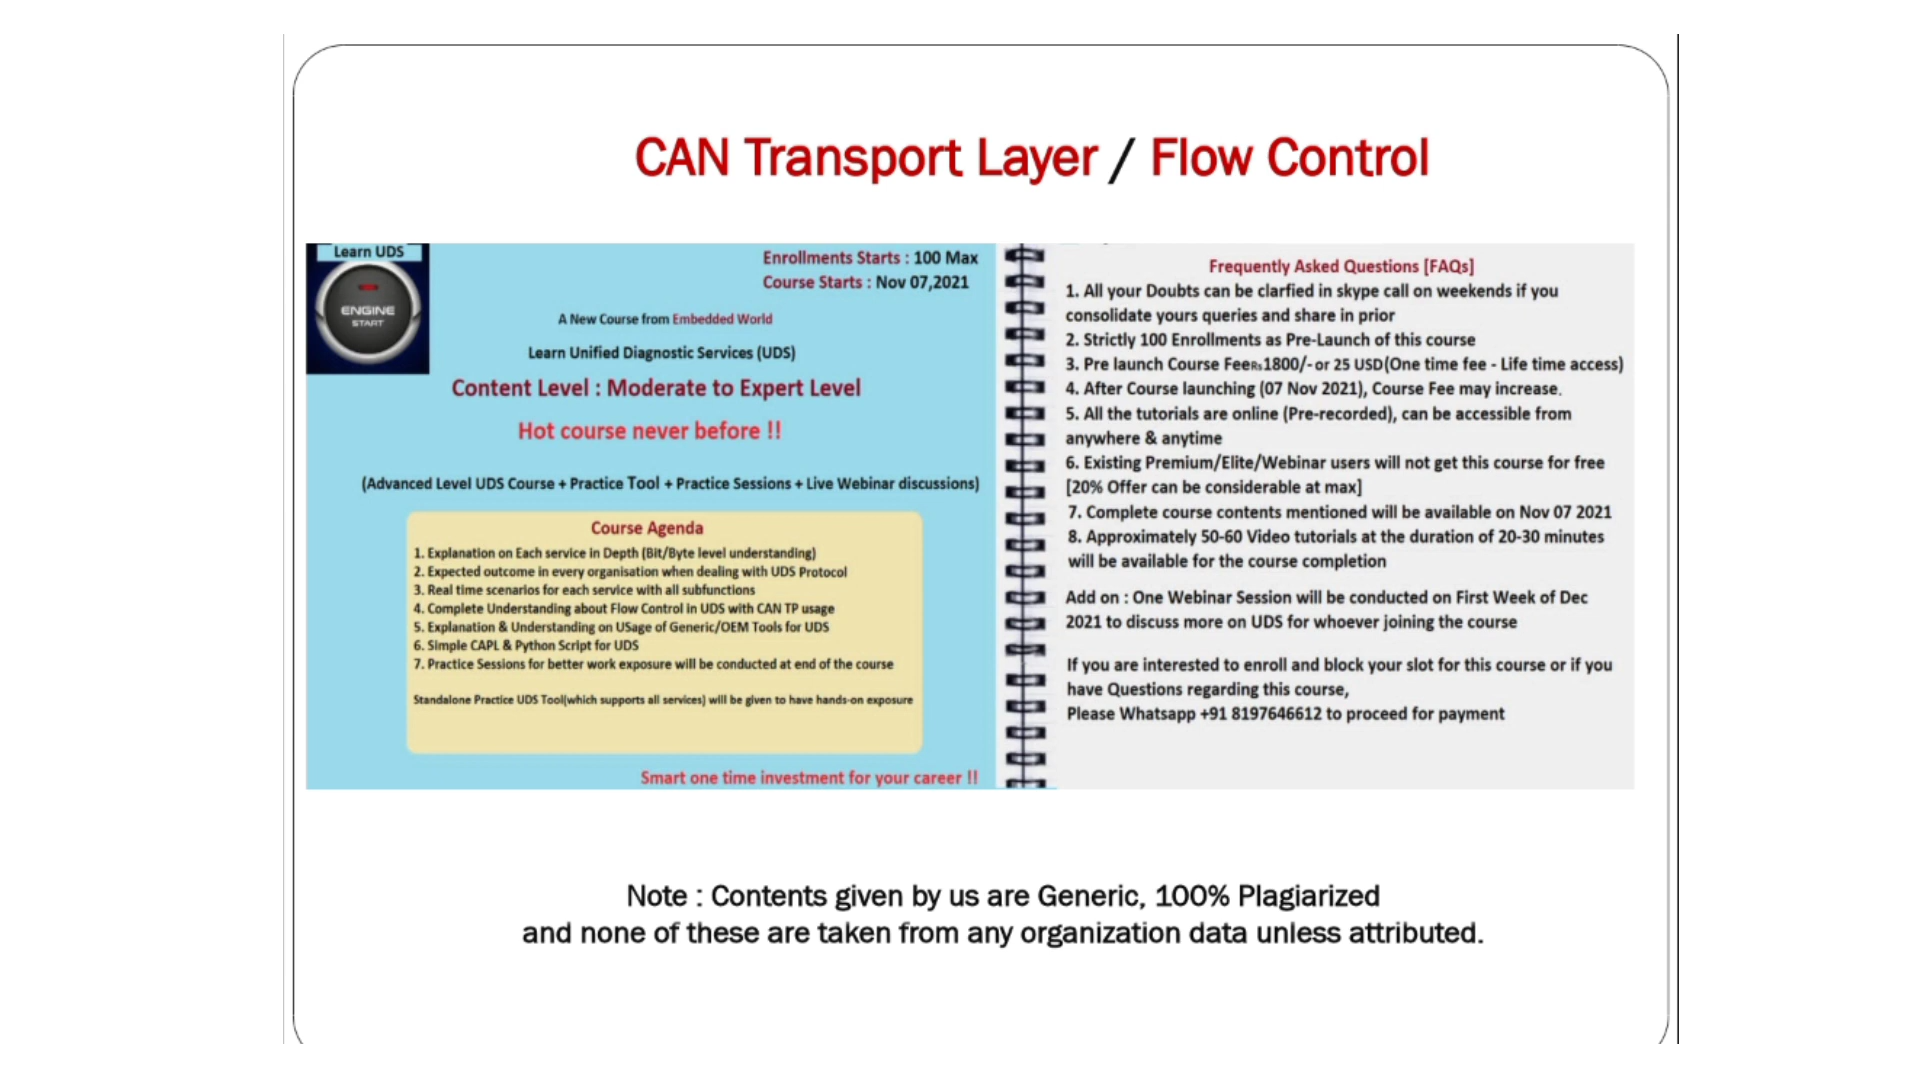 CAN Transport Layer / Flow Control
Learn UDS
ENGINE
START
Enrollments Starts : 100 Max
Course Starts : Nov 07,2021
A New Course from Embedded World
Learn Unified Diagnostic Services (UDS)
Content Level : Moderate to Expert Level
Hot course never before !!
(Advanced Level UDS Course + Practice Tool + Practice Sessions + Live Webinar discussions)
Course Agenda
1. Explanation on Each service in Depth (Bit/Byte level understanding)
2. Expected outcome in every organisation when dealing with UDS Protocol
3. Real time scenarios for each service with all subfunctions
4. Complete Understanding about Flow Control in UDS with CAN TP usage
5. Explanation & Understanding on USage of Generic/OEM Tools for UDS
6. Simple CAPL & Python Script for UDS
7. Practice Sessions for better work exposure will be conducted at end of the course
Standalone Practice UDS Tool(which supports all services) will be given to have hands-on exposure
Smart one time investment for your career !!
Frequently Asked Questions [FAQs]
1. All your Doubts can be clarfied in skype call on weekends if you
consolidate yours queries and share in prior
2. Strictly 100 Enrollments as Pre-Launch of this course
3. Pre launch Course FeeRs1800/-or 25 USD(One time fee - Life time access)
4. After Course launching (07 Nov 2021), Course Fee may increase.
5. All the tutorials are online (Pre-recorded), can be accessible from
anywhere & anytime
6. Existing Premium/Elite/Webinar users will not get this course for free
[20% Offer can be considerable at max]
7. Complete course contents mentioned will be available on Nov 07 2021
8. Approximately 50-60 Video tutorials at the duration of 20-30 minutes
will be available for the course completion
Add on : One Webinar Session will be conducted on First Week of Dec
2021 to discuss more on UDS for whoever joining the course
If you are interested to enroll and block your slot for this course or if you
have Questions regarding this course,
Please Whatsapp +91 8197646612 to proceed for payment
Note : Contents given by us are Generic, 100% Plagiarized
and none of these are taken from any organization data unless attributed.